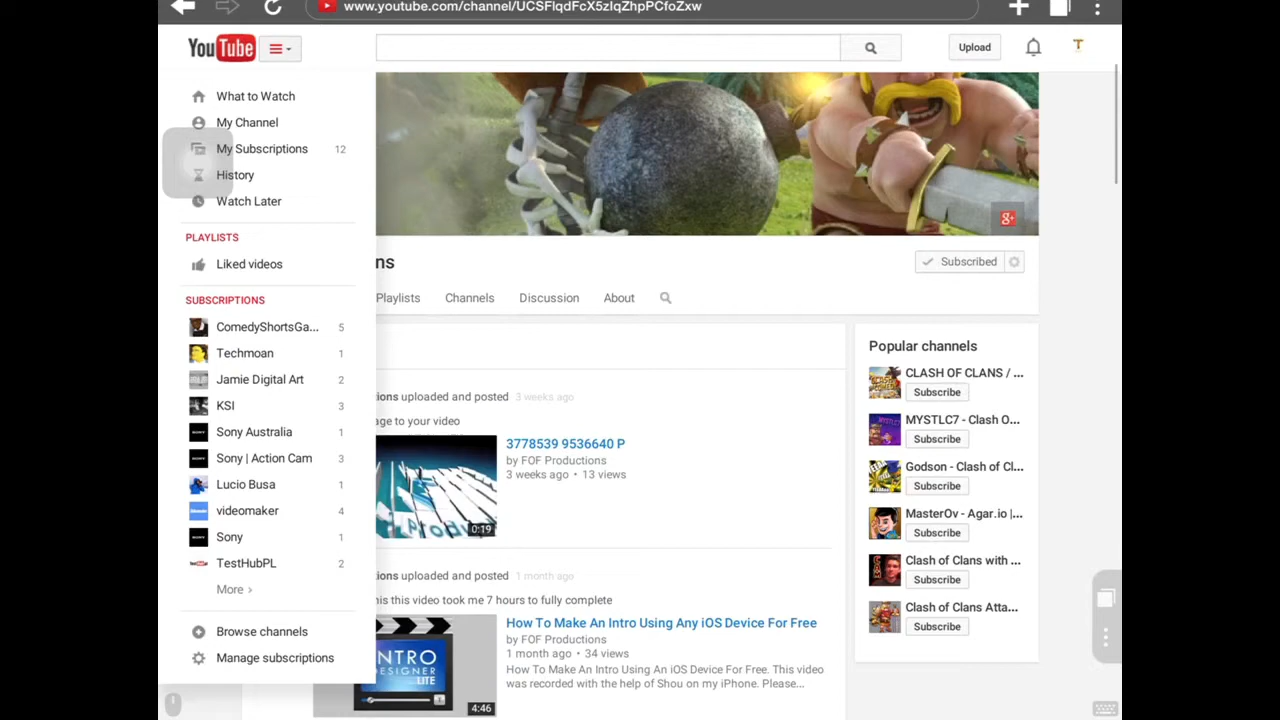 www.youtube.com/channel/UCSFlqdFcX5zIqZhpPCfoZxw
YouTube
Upload
T
What to Watch
My Channel
My Subscriptions 12
History
Watch Later
PLAYLISTS
Liked videos
SUBSCRIPTIONS
ComedyShortsGa... 5
Techmoan 1
Jamie Digital Art 2
KSI 3
Sony Australia 1
Sony | Action Cam 3
Lucio Busa 1
videomaker 4
Sony 1
TestHubPL 2
More ›
Browse channels
Manage subscriptions
g+
ns
Subscribed
Playlists Channels Discussion About
ions uploaded and posted 3 weeks ago
age to your video
0:19
3778539 9536640 P
by FOF Productions
3 weeks ago • 13 views
ions uploaded and posted 1 month ago
his this video took me 7 hours to fully complete
INTRO
DESIGNER
LITE
4:46
How To Make An Intro Using Any iOS Device For Free
by FOF Productions
1 month ago • 34 views
How To Make An Intro Using An iOS Device For Free. This video
was recorded with the help of Shou on my iPhone. Please...
Popular channels
CLASH OF CLANS / ...
Subscribe
MYSTLC7 - Clash O...
Subscribe
Godson - Clash of Cl...
Subscribe
MasterOv - Agar.io |...
Subscribe
Clash of Clans with ...
Subscribe
Clash of Clans Atta...
Subscribe